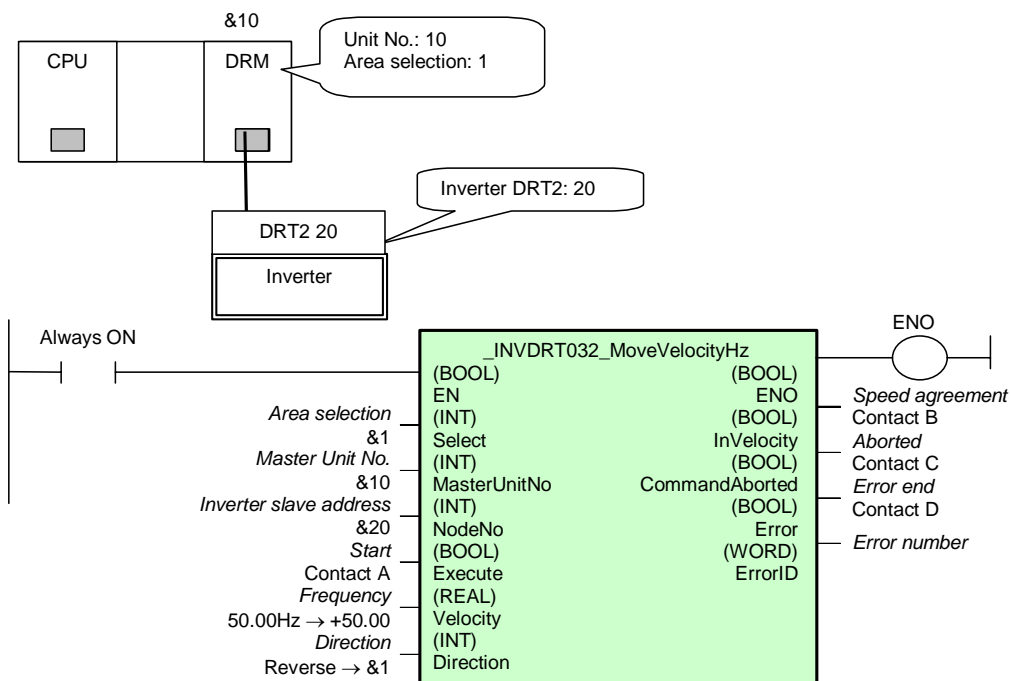 &10
Unit No.: 10
Area selection: 1
CPU
DRM
Inverter DRT2: 20
DRT2 20
Inverter
Always ON
ENO
_INVDRT032_MoveVelocityHz
(BOOL) (BOOL)
EN ENO
Area selection
&1
(INT) (BOOL)
Select InVelocity
Speed agreement
Contact B
Master Unit No.
&10
(INT) (BOOL)
MasterUnitNo CommandAborted
Aborted
Contact C
Inverter slave address
&20
(INT) (BOOL)
NodeNo Error
Error end
Contact D
Start
Contact A
(BOOL) (WORD)
Execute ErrorID
Error number
Frequency
50.00Hz → +50.00
(REAL)
Velocity
Direction
Reverse → &1
(INT)
Direction